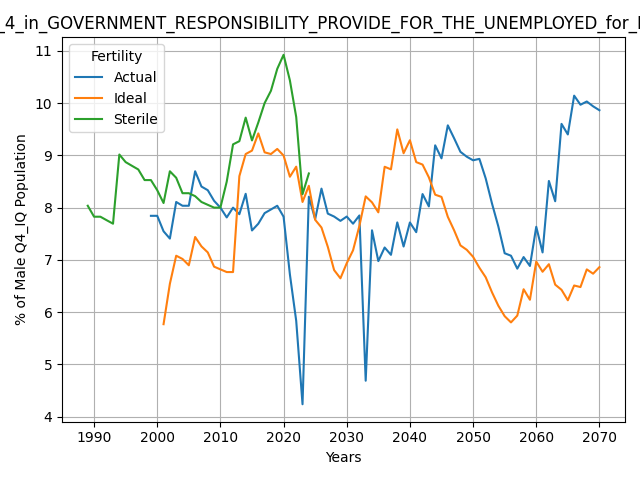 _4_in_GOVERNMENT_RESPONSIBILITY_PROVIDE_FOR_THE_UNEMPLOYED_for_
Fertility
Actual
Ideal
Sterile
% of Male Q4_IQ Population
11
10
9
8
7
6
5
4
1990 2000 2010 2020 2030 2040 2050 2060 2070
Years